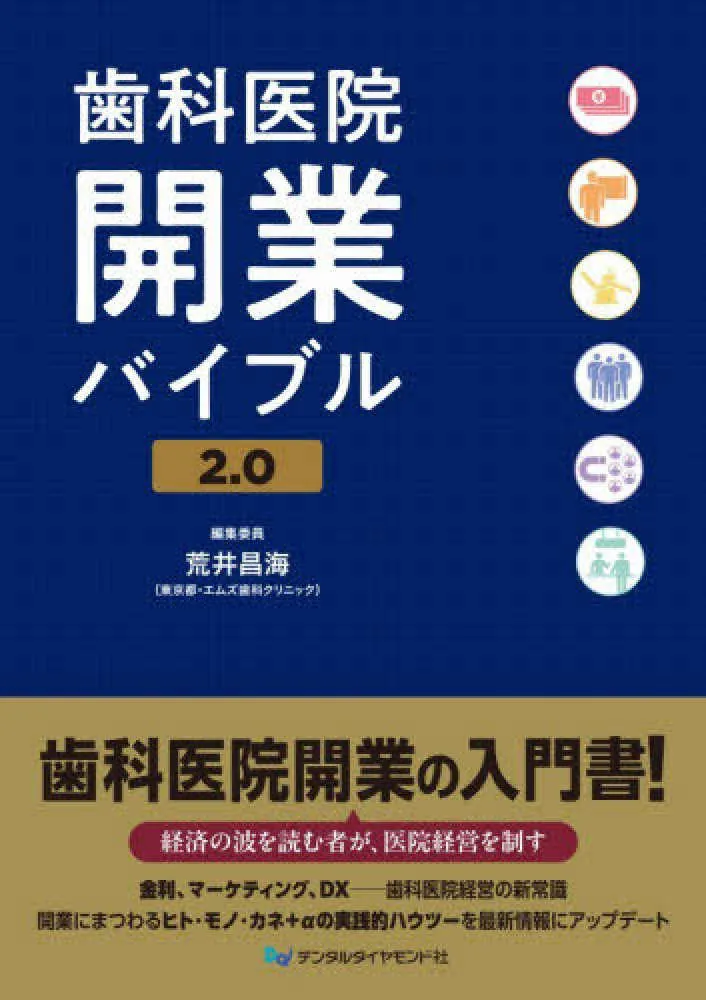 歯科医院
開業
バイブル
2.0
編集委員
荒井昌海
(東京都・エムズ歯科クリニック)
歯科医院開業の入門書!
経済の波を読む者が、医院経営を制す
金利、マーケティング、DX──歯科医院経営の新常識
開業にまつわるヒト・モノ・カネ+αの実践的ハウツーを最新情報にアップデート
デンタルダイヤモンド社